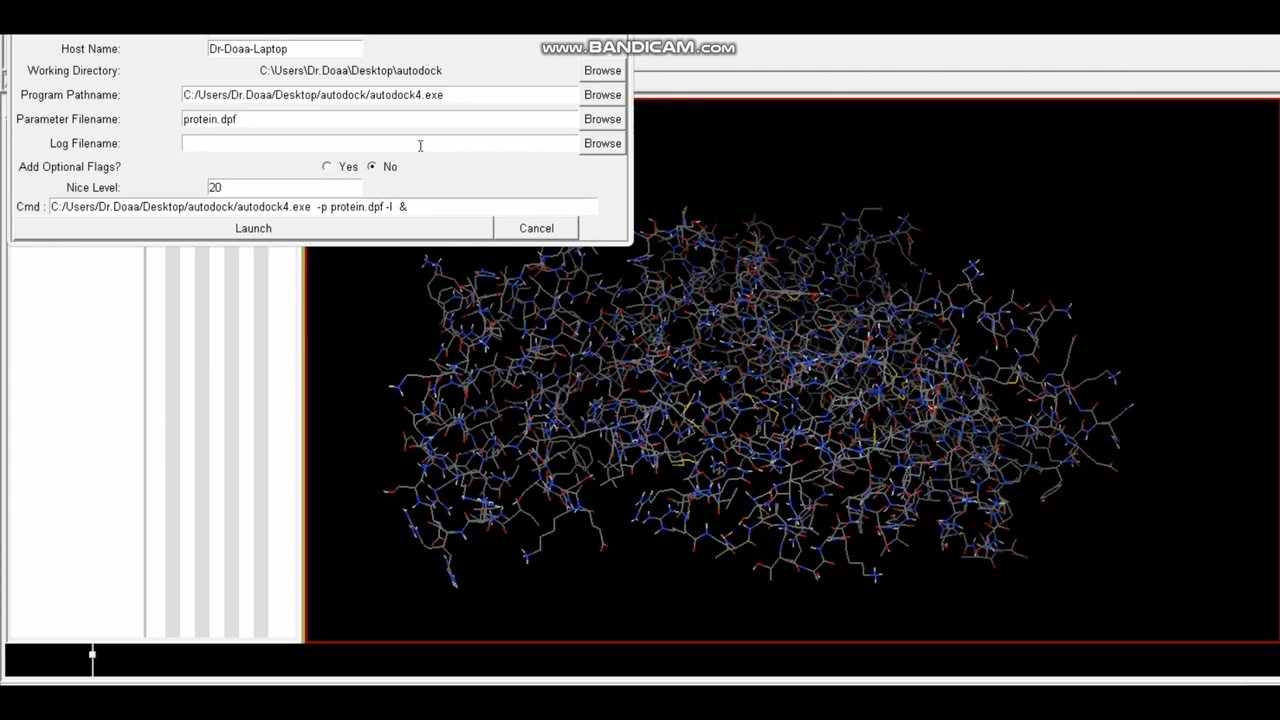 Host Name: Dr-Doaa-Laptop
www.BANDICAM.com
Working Directory: C:\Users\Dr.Doaa\Desktop\autodock Browse
Program Pathname: C:/Users/Dr.Doaa/Desktop/autodock/autodock4.exe Browse
Parameter Filename: protein.dpf Browse
Log Filename: Browse
Add Optional Flags? Yes No
Nice Level: 20
Cmd : C:/Users/Dr.Doaa/Desktop/autodock/autodock4.exe -p protein.dpf -l &
Launch Cancel